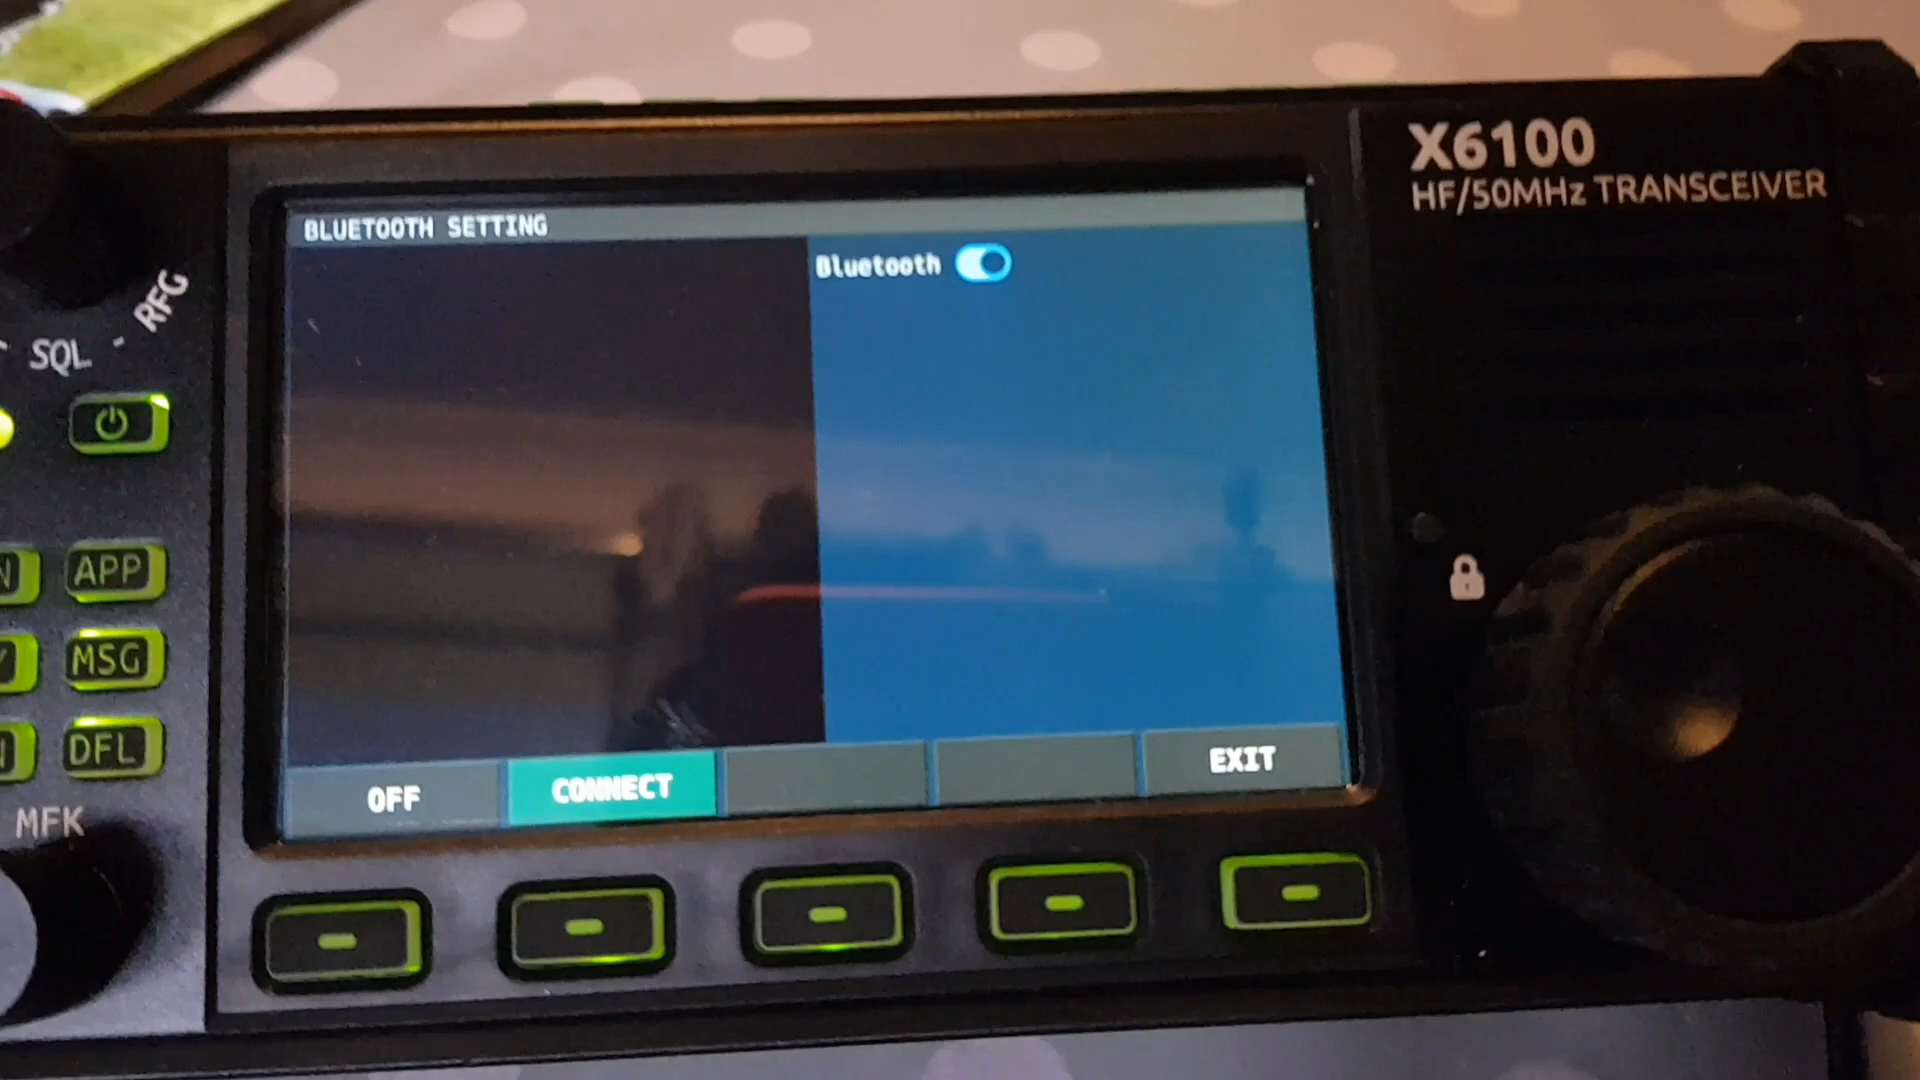 X6100
HF/50MHz TRANSCEIVER
BLUETOOTH SETTING
Bluetooth
RFG
SQL
APP
MSG
DFL
MFK
OFF
CONNECT
EXIT